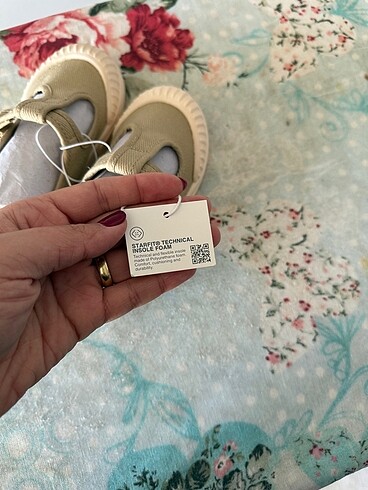 STARFIT® TECHNICAL
INSOLE FOAM
Technical and flexible insole
made of Polyurethane foam.
Comfort, cushioning and
durability.